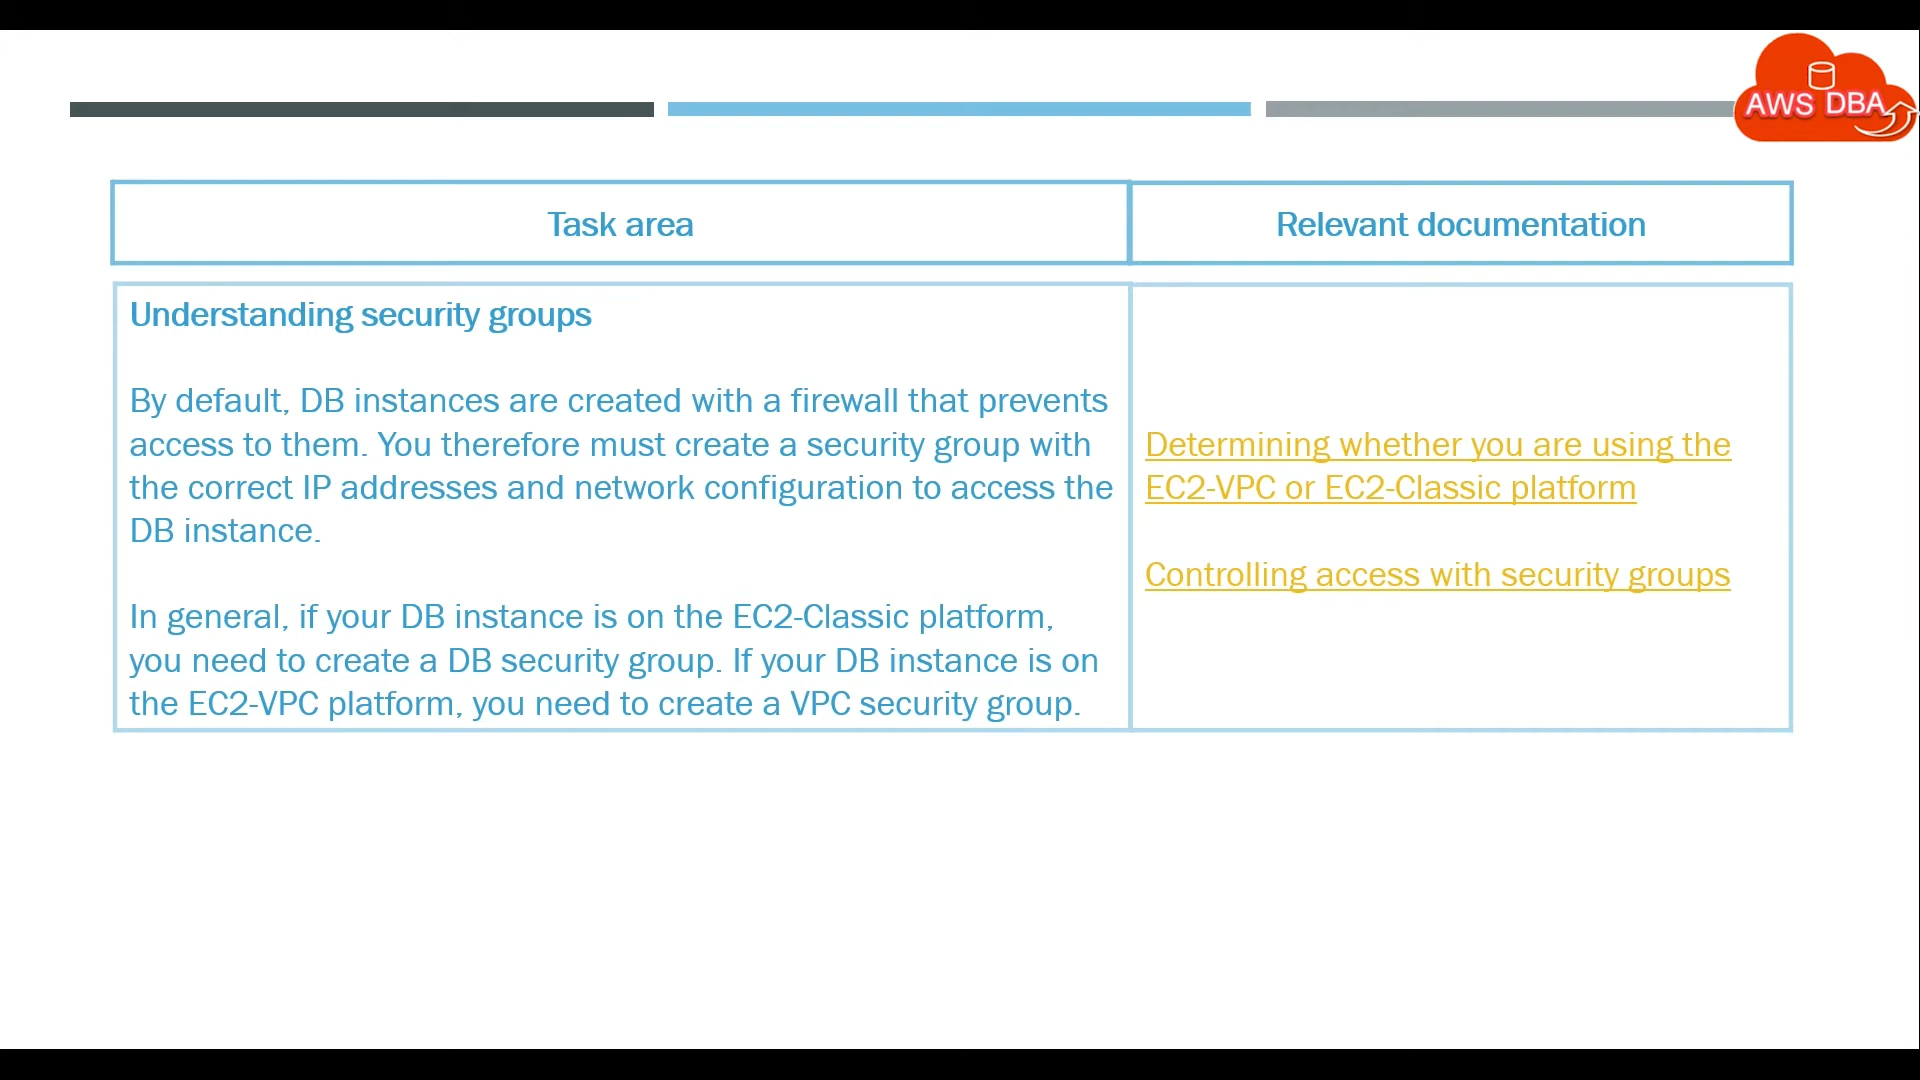 AWS DBA
Task area
Relevant documentation
Understanding security groups
By default, DB instances are created with a firewall that prevents
access to them. You therefore must create a security group with
the correct IP addresses and network configuration to access the
DB instance.
In general, if your DB instance is on the EC2-Classic platform,
you need to create a DB security group. If your DB instance is on
the EC2-VPC platform, you need to create a VPC security group.
Determining whether you are using the
EC2-VPC or EC2-Classic platform
Controlling access with security groups